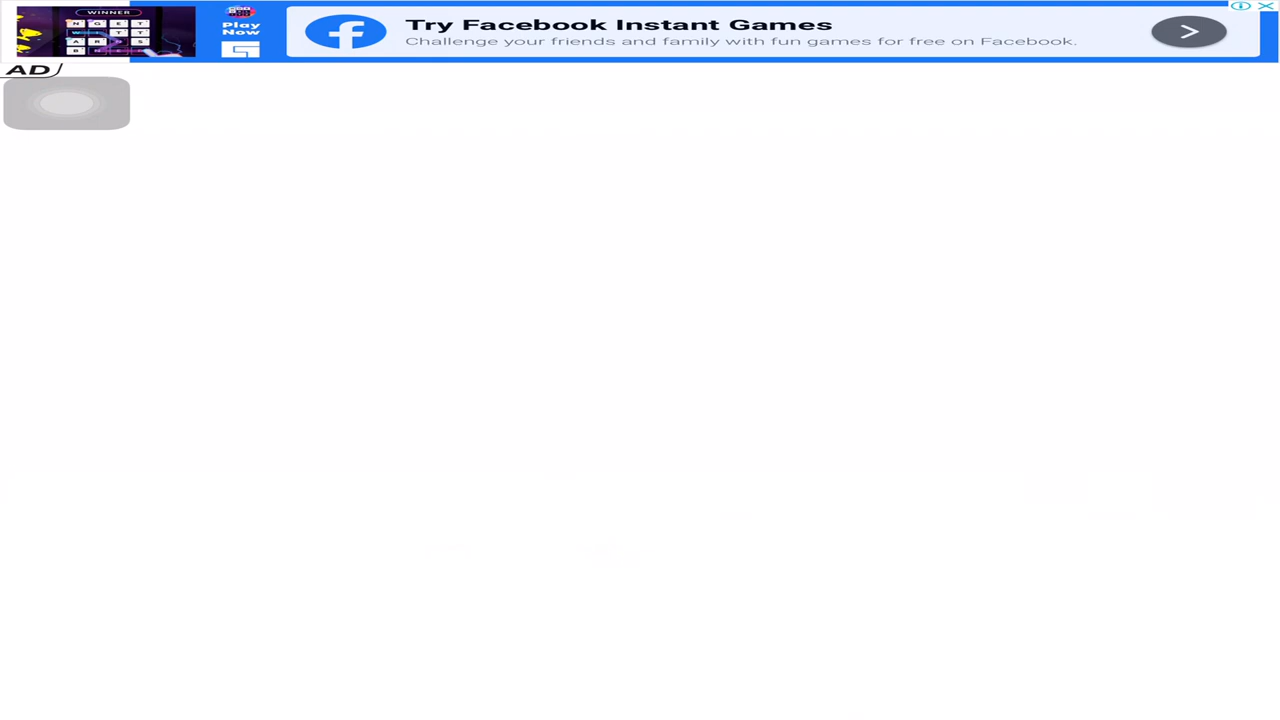 WINNER
N G E T
W I T T
A R S
B
Play
Now
Try Facebook Instant Games
Challenge your friends and family with fun games for free on Facebook.
AD